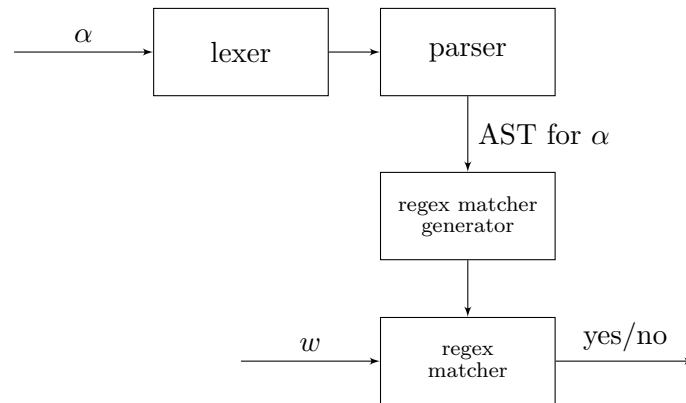 α
lexer
parser
AST for α
regex matcher
generator
w
regex
matcher
yes/no